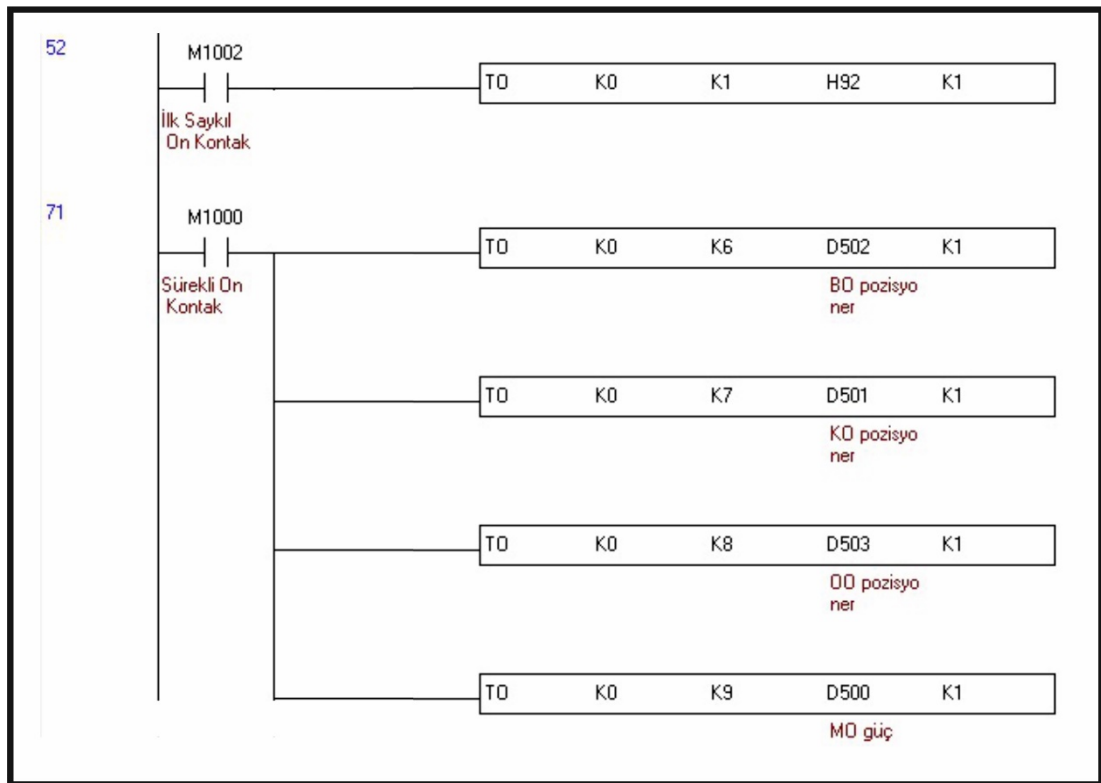 52
M1002
TO K0 K1 H92 K1
İlk Saykıl
On Kontak
71
M1000
TO K0 K6 D502 K1
Sürekli On
Kontak
BO pozisyo
ner
TO K0 K7 D501 K1
KO pozisyo
ner
TO K0 K8 D503 K1
OO pozisyo
ner
TO K0 K9 D500 K1
MO güç